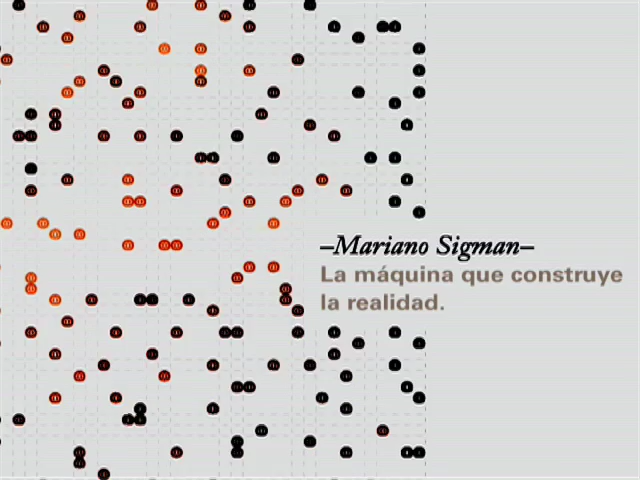 –Mariano Sigman–
La máquina que construye
la realidad.